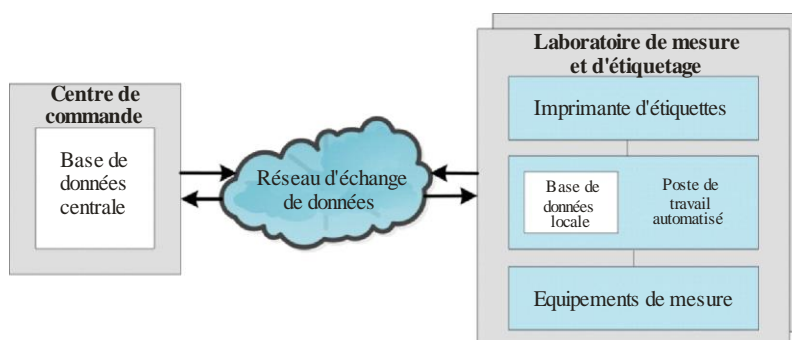 Centre de
commande
Base de
données
centrale
Réseau d'échange
de données
Laboratoire de mesure
et d'étiquetage
Imprimante d'étiquettes
Base de
données
locale
Poste de
travail
automatisé
Equipements de mesure